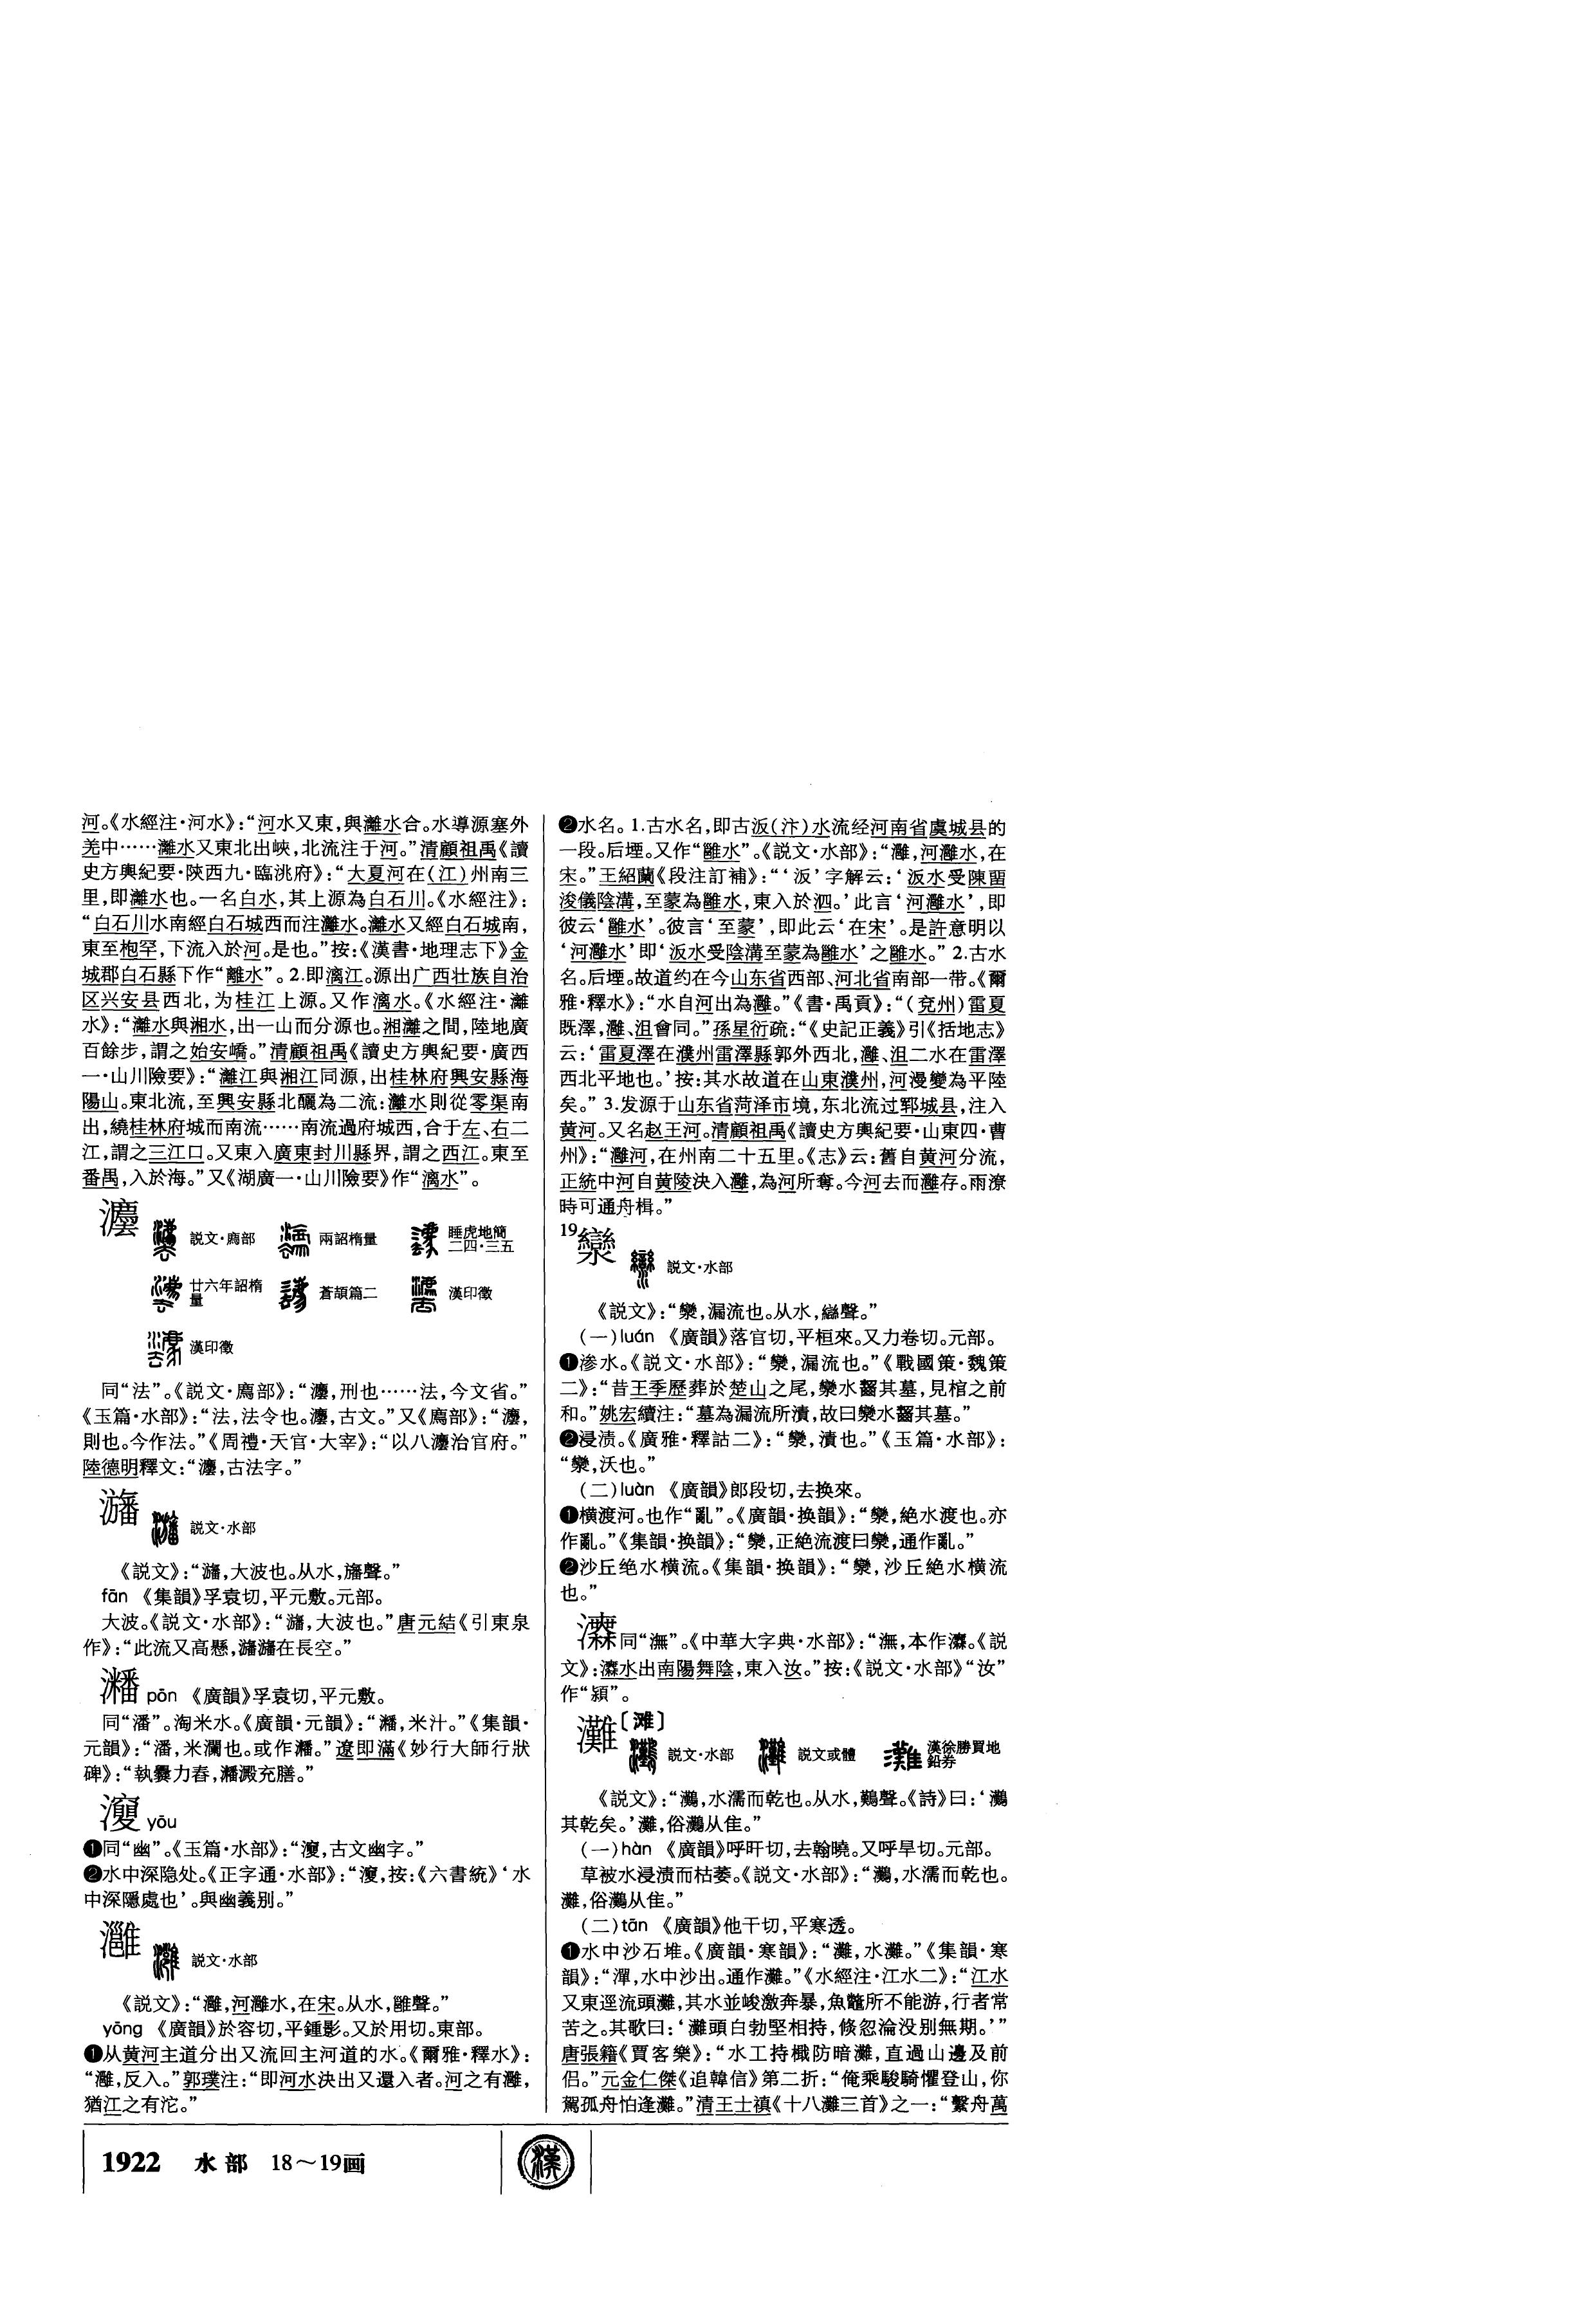 河。《水經注·河水》：“河水又東，與灕水合。水導源塞外
羌中……灕水又東北出峽，北流注于河。”清顧祖禹《讀
史方輿紀要·陝西九·臨洮府》：“大夏河在(江)州南三
里，即灕水也。一名白水，其上源為白石川。《水經注》：
“白石川水南經白石城西而注灕水。灕水又經白石城南，
東至枹罕，下流入於河。是也。”按：《漢書·地理志下》金
城郡白石縣下作“離水”。2.即漓江。源出广西壮族自治
区兴安县西北，为桂江上源。又作漓水。《水經注·灕
水》：“灕水與湘水，出一山而分源也。湘灕之間，陸地廣
百餘步，謂之始安嶠。”清顧祖禹《讀史方輿紀要·廣西
一·山川險要》：“灕江與湘江同源，出桂林府興安縣海
陽山。東北流，至興安縣北釃為二流：灕水則從零渠南
出，繞桂林府城而南流……南流過府城西，合于左、右二
江，謂之三江口。又東入廣東封川縣界，謂之西江。東至
番禺，入於海。”又《湖廣一·山川險要》作“漓水”。
灋 説文·廌部 兩詔橢量 睡虎地簡二四·三五
廿六年詔橢量 蒼頡篇二 漢印徵
漢印徵
同“法”。《説文·廌部》：“灋，刑也……法，今文省。”
《玉篇·水部》：“法，法令也。灋，古文。”又《廌部》：“灋，
則也。今作法。”《周禮·天官·大宰》：“以八灋治官府。”
陸德明釋文：“灋，古法字。”
㶗 説文·水部
《説文》：“㶗，大波也。从水，旛聲。”
fān 《集韻》孚袁切，平元敷。元部。
大波。《説文·水部》：“㶗，大波也。”唐元結《引東泉
作》：“此流又高懸，㶗㶗在長空。”
pān 《廣韻》孚袁切，平元敷。
同“潘”。淘米水。《廣韻·元韻》：“，米汁。”《集韻·
元韻》：“潘，米瀾也。或作。”遼即滿《妙行大師行狀
碑》：“執爨力舂，澱充膳。”
yōu
❶同“幽”。《玉篇·水部》：“，古文幽字。”
❷水中深隐处。《正字通·水部》：“，按：《六書統》‘水
中深隱處也’。與幽義别。”
灉 説文·水部
《説文》：“灉，河灉水，在宋。从水，雝聲。”
yōng 《廣韻》於容切，平鍾影。又於用切。東部。
❶从黄河主道分出又流回主河道的水。《爾雅·釋水》：
“灉，反入。”郭璞注：“即河水決出又還入者。河之有灉，
猶江之有沱。”
❷水名。1.古水名，即古汳(汴)水流经河南省虞城县的
一段。后堙。又作“雝水”。《説文·水部》：“灉，河灉水，在
宋。”王紹蘭《段注訂補》：“‘汳’字解云：‘汳水受陳留
浚儀陰溝，至蒙為雝水，東入於泗。’此言‘河灉水’，即
彼云‘雝水’。彼言‘至蒙’，即此云‘在宋’。是許意明以
‘河灉水’即‘汳水受陰溝至蒙為雝水’之雝水。”2.古水
名。后堙。故道约在今山东省西部、河北省南部一带。《爾
雅·釋水》：“水自河出為灉。”《書·禹貢》：“(兗州)雷夏
既澤，灉、沮會同。”孫星衍疏：“《史記正義》引《括地志》
云：‘雷夏澤在濮州雷澤縣郭外西北，灉、沮二水在雷澤
西北平地也。’按：其水故道在山東濮州，河漫變為平陸
矣。”3.发源于山东省菏泽市境，东北流过郓城县，注入
黄河。又名赵王河。清顧祖禹《讀史方輿紀要·山東四·曹
州》：“灉河，在州南二十五里。《志》云：舊自黄河分流，
正統中河自黄陵決入灉，為河所奪。今河去而灉存。雨潦
時可通舟楫。”
19 灓 説文·水部
《説文》：“灓，漏流也。从水，䜌聲。”
(一)luán 《廣韻》落官切，平桓來。又力卷切。元部。
❶渗水。《説文·水部》：“灓，漏流也。”《戰國策·魏策
二》：“昔王季歷葬於楚山之尾，灓水齧其墓，見棺之前
和。”姚宏續注：“墓為漏流所漬，故曰灓水齧其墓。”
❷浸渍。《廣雅·釋詁二》：“灓，漬也。”《玉篇·水部》：
“灓，沃也。”
(二)luàn 《廣韻》郎段切，去换來。
❶横渡河。也作“亂”。《廣韻·换韻》：“灓，絶水渡也。亦
作亂。”《集韻·换韻》：“灓，正絶流渡曰灓，通作亂。”
❷沙丘绝水横流。《集韻·换韻》：“灓，沙丘絶水横流
也。”
同“潕”。《中華大字典·水部》：“潕，本作。《説
文》：水出南陽舞陰，東入汝。”按：《説文·水部》“汝”
作“潁”。
灘〔滩〕 説文·水部 説文或體 漢徐勝買地鉛券
《説文》：“灘，水濡而乾也。从水，鸛聲。《詩》曰：‘灘
其乾矣。’灘，俗灘从隹。”
(一)hàn 《廣韻》呼旰切，去翰曉。又呼旱切。元部。
草被水浸渍而枯萎。《説文·水部》：“灘，水濡而乾也。
灘，俗灘从隹。”
(二)tān 《廣韻》他干切，平寒透。
❶水中沙石堆。《廣韻·寒韻》：“灘，水灘。”《集韻·寒
韻》：“潬，水中沙出。通作灘。”《水經注·江水二》：“江水
又東逕流頭灘，其水並峻激奔暴，魚鼈所不能游，行者常
苦之。其歌曰：‘灘頭白勃堅相持，倏忽淪没别無期。’”
唐張籍《賈客樂》：“水工持檝防暗灘，直過山邊及前
侣。”元金仁傑《追韓信》第二折：“俺乘駿騎懼登山，你
駕孤舟怕逢灘。”清王士禛《十八灘三首》之一：“繫舟萬
1922 水部 18～19画
漢